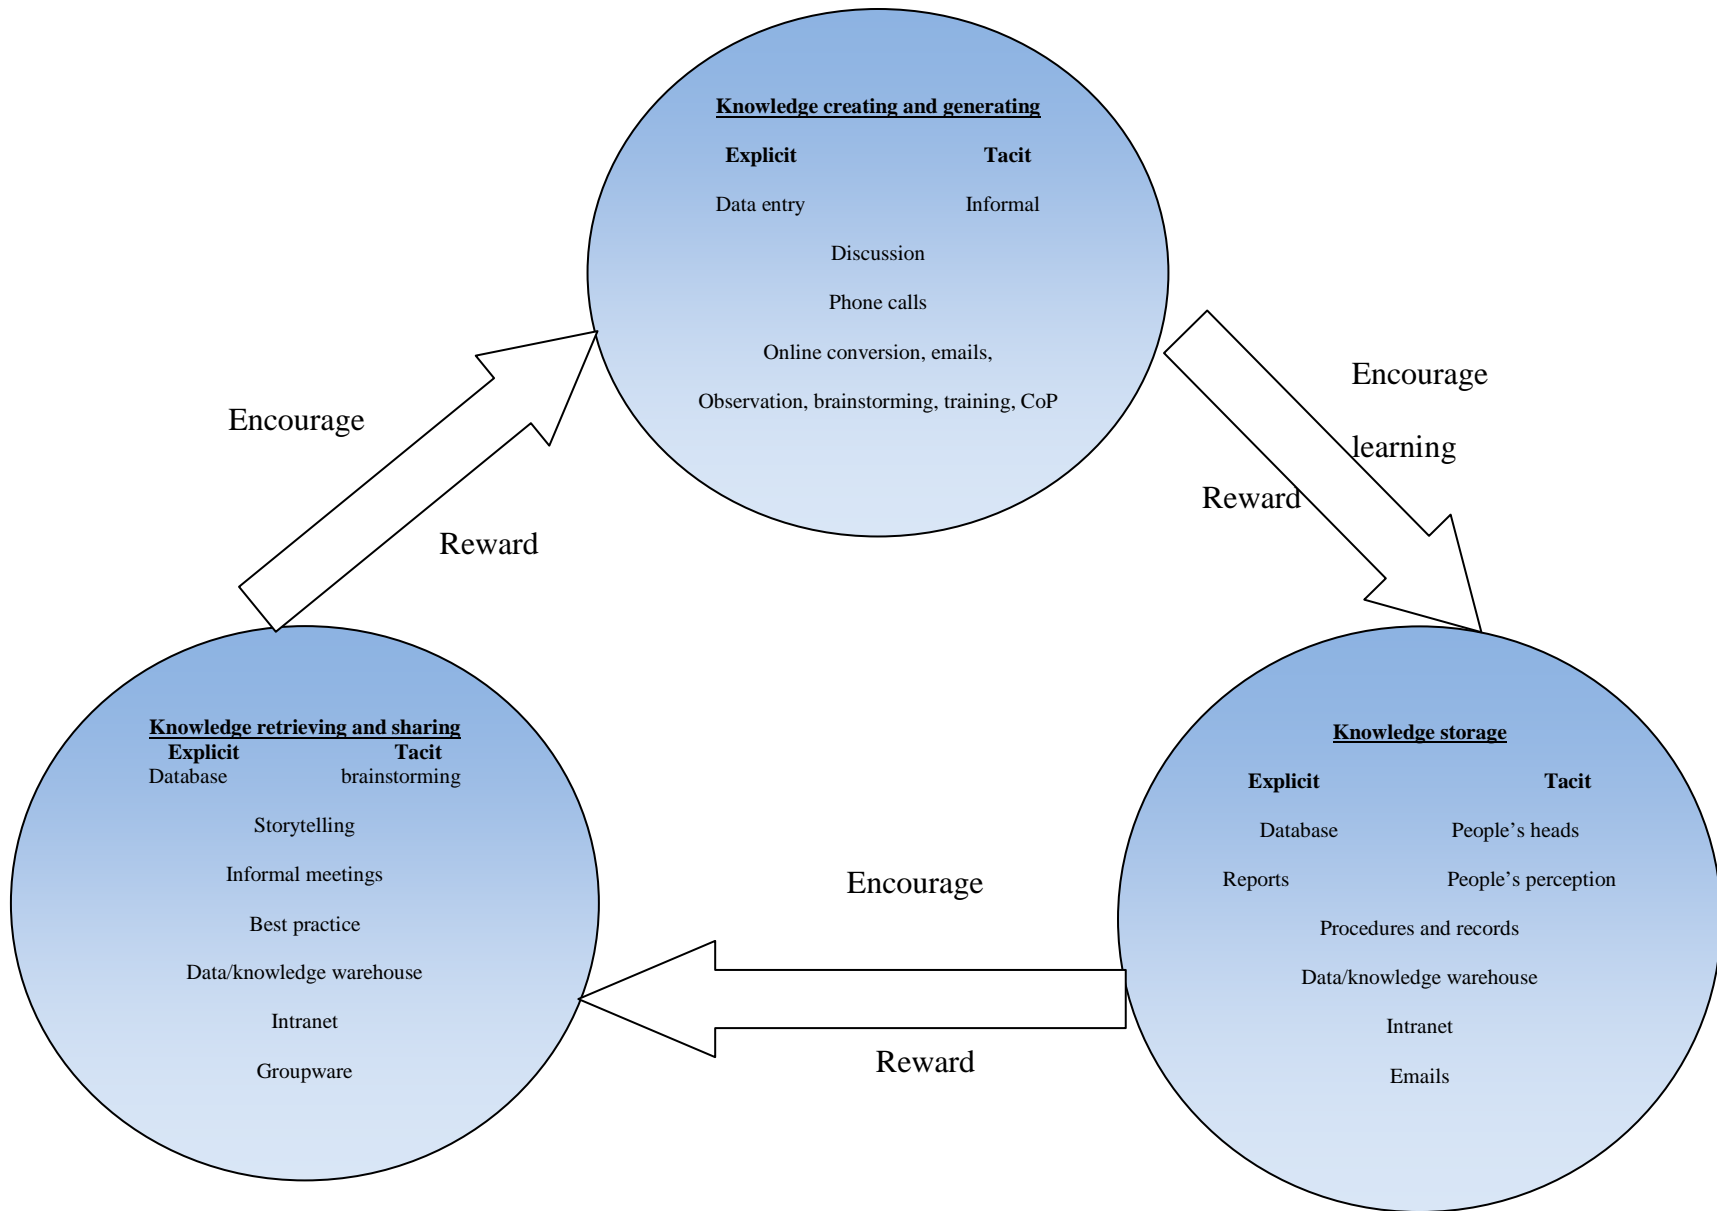 Knowledge creating and generating
Explicit Tacit
Data entry Informal
Discussion
Phone calls
Online conversion, emails,
Observation, brainstorming, training, CoP
Encourage
learning
Reward
Encourage
Reward
Knowledge retrieving and sharing
Explicit Tacit
Database brainstorming
Storytelling
Informal meetings
Best practice
Data/knowledge warehouse
Intranet
Groupware
Knowledge storage
Explicit Tacit
Database People’s heads
Reports People’s perception
Procedures and records
Data/knowledge warehouse
Intranet
Emails
Encourage
Reward